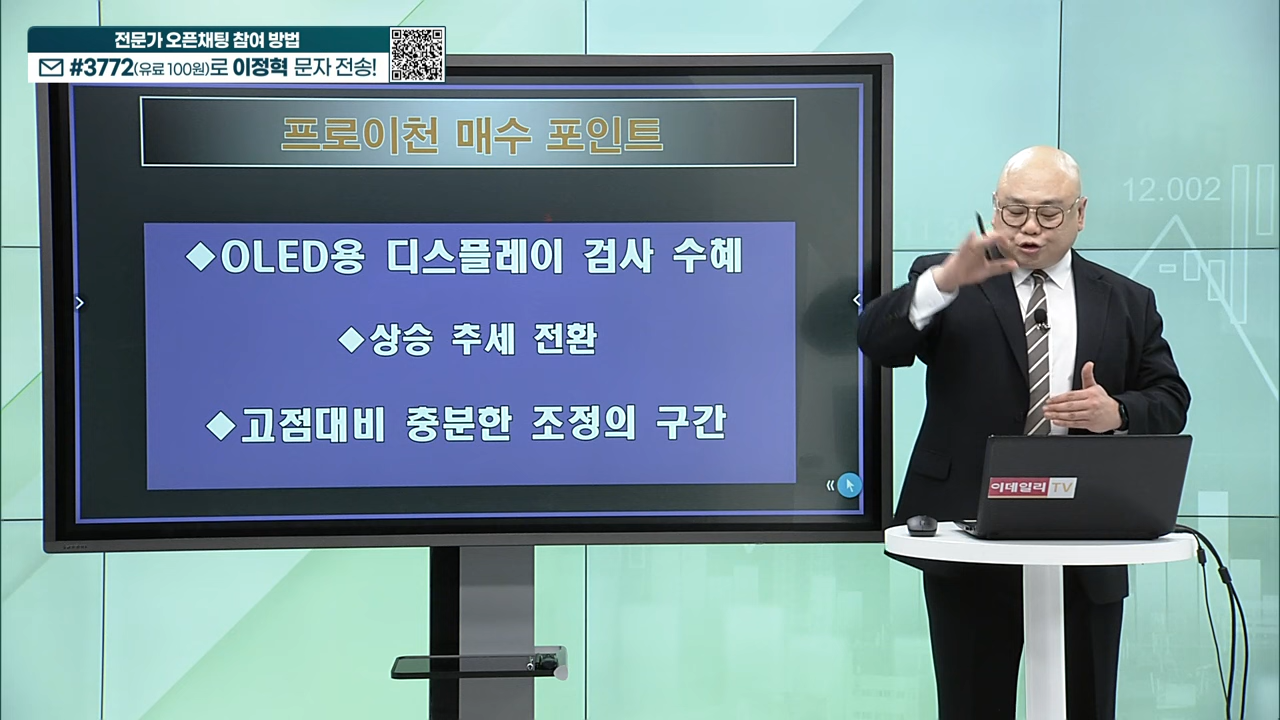 전문가 오픈채팅 참여 방법
#3772(유료 100원)로 이정혁 문자 전송!
프로이천 매수 포인트
◆OLED용 디스플레이 검사 수혜
◆상승 추세 전환
◆고점대비 충분한 조정의 구간
12.002
이데일리 TV